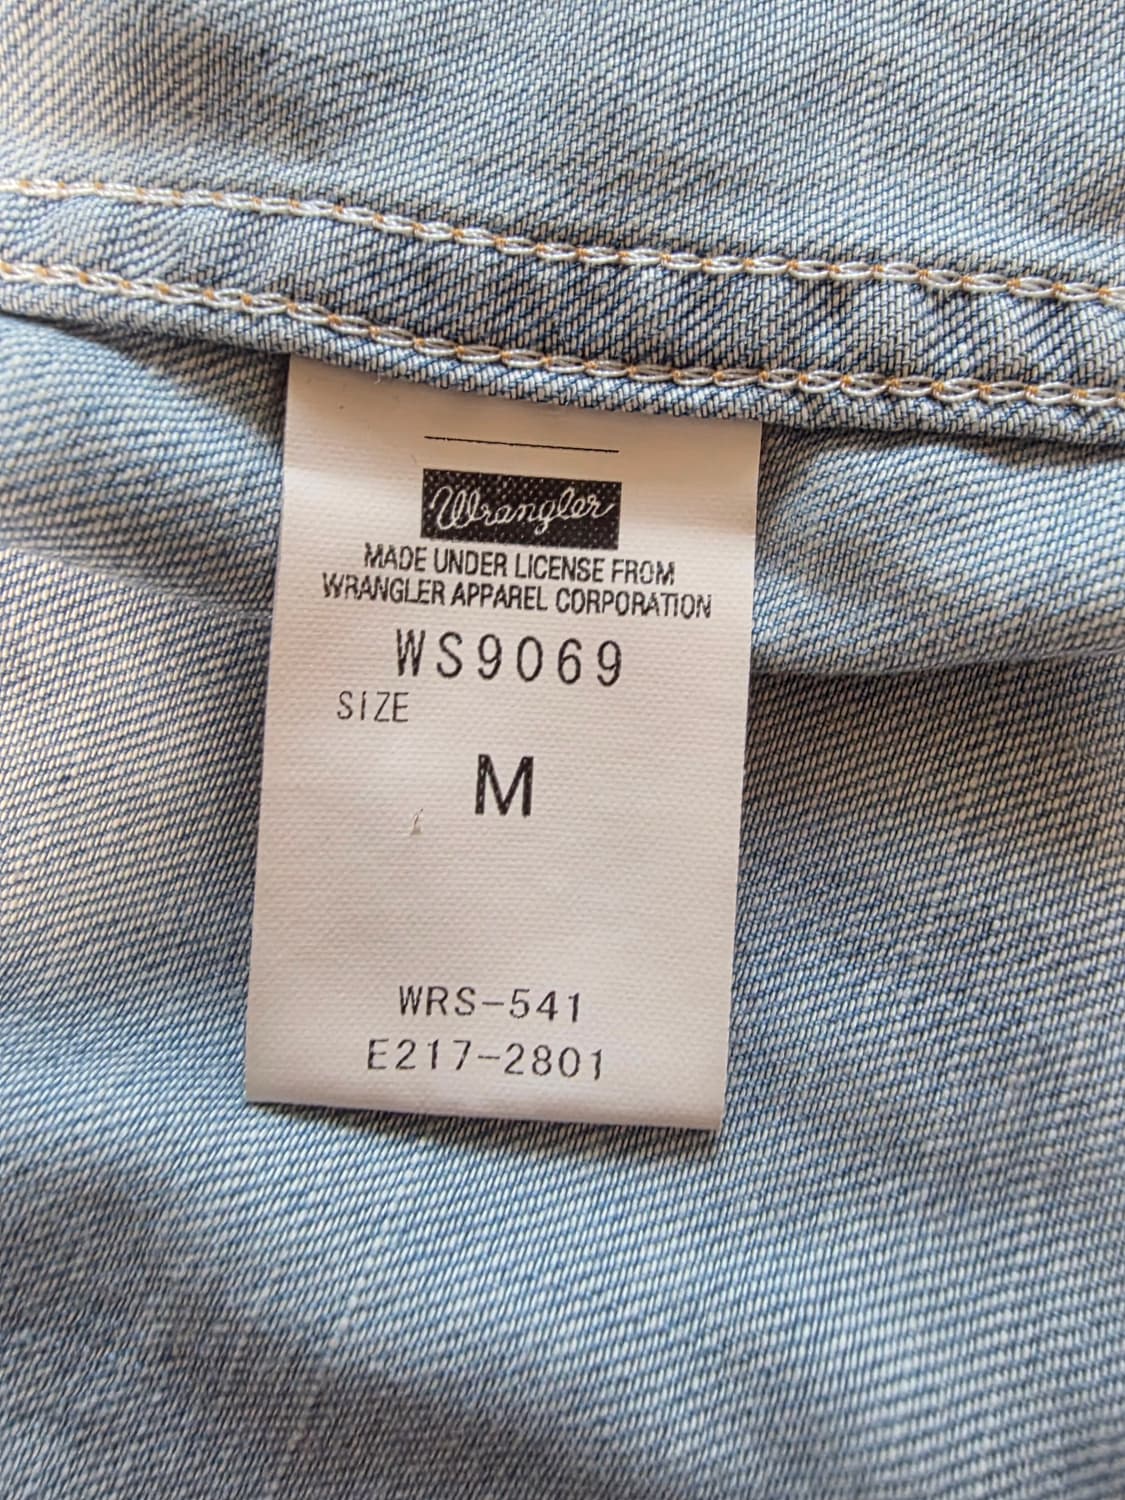 Wrangler
MADE UNDER LICENSE FROM
WRANGLER APPAREL CORPORATION
WS9069
SIZE
M
WRS-541
E217-2801